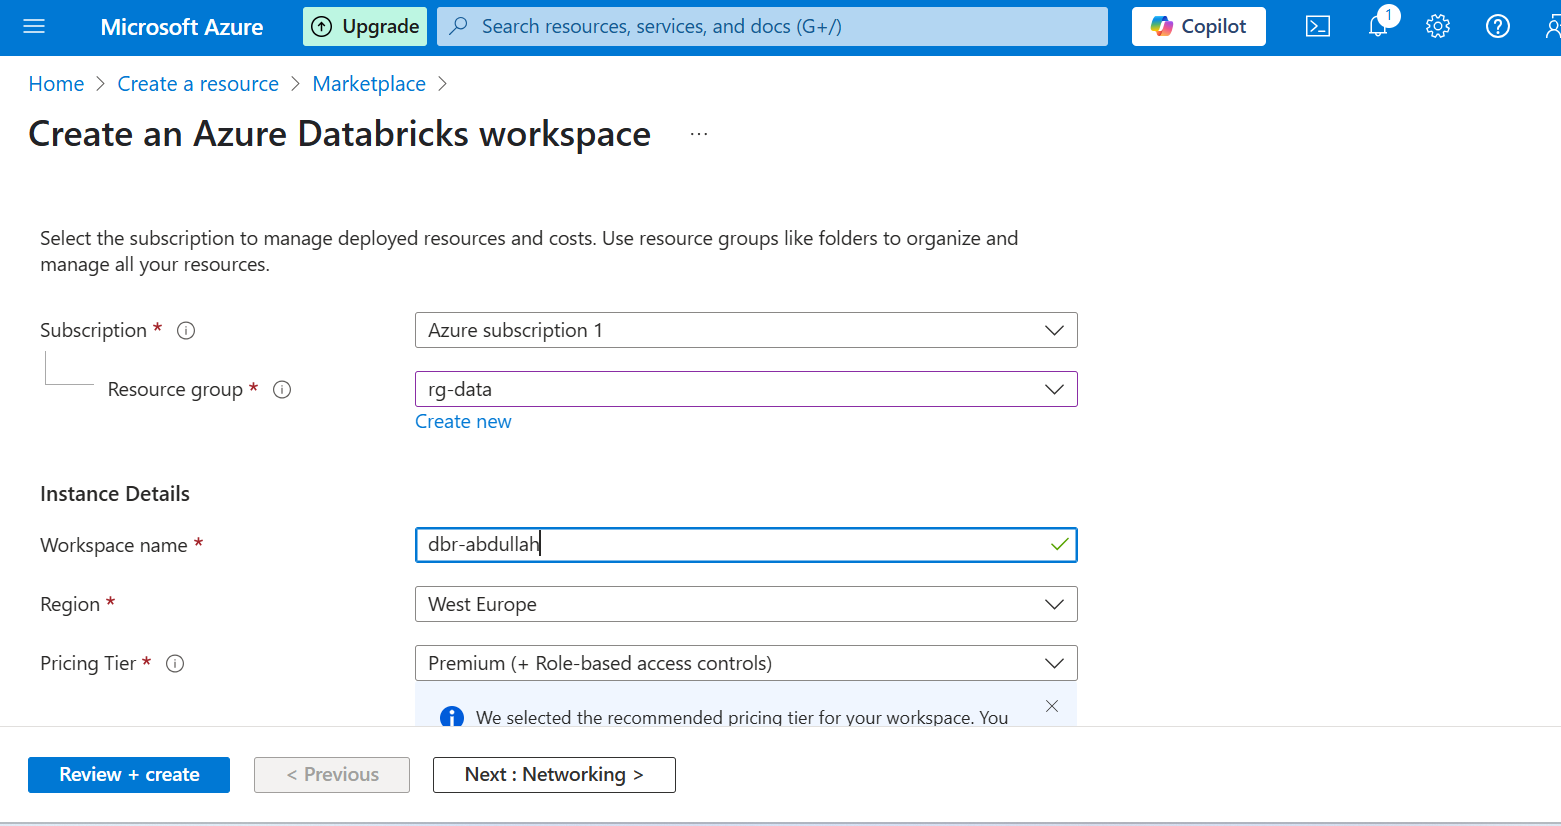 Microsoft Azure
Upgrade
Search resources, services, and docs (G+/)
Copilot
1
Home > Create a resource > Marketplace >
Create an Azure Databricks workspace ...
Select the subscription to manage deployed resources and costs. Use resource groups like folders to organize and
manage all your resources.
Subscription *
Azure subscription 1
Resource group *
rg-data
Create new
Instance Details
Workspace name *
dbr-abdullah
Region *
West Europe
Pricing Tier *
Premium (+ Role-based access controls)
We selected the recommended pricing tier for your workspace. You
Review + create
< Previous
Next : Networking >